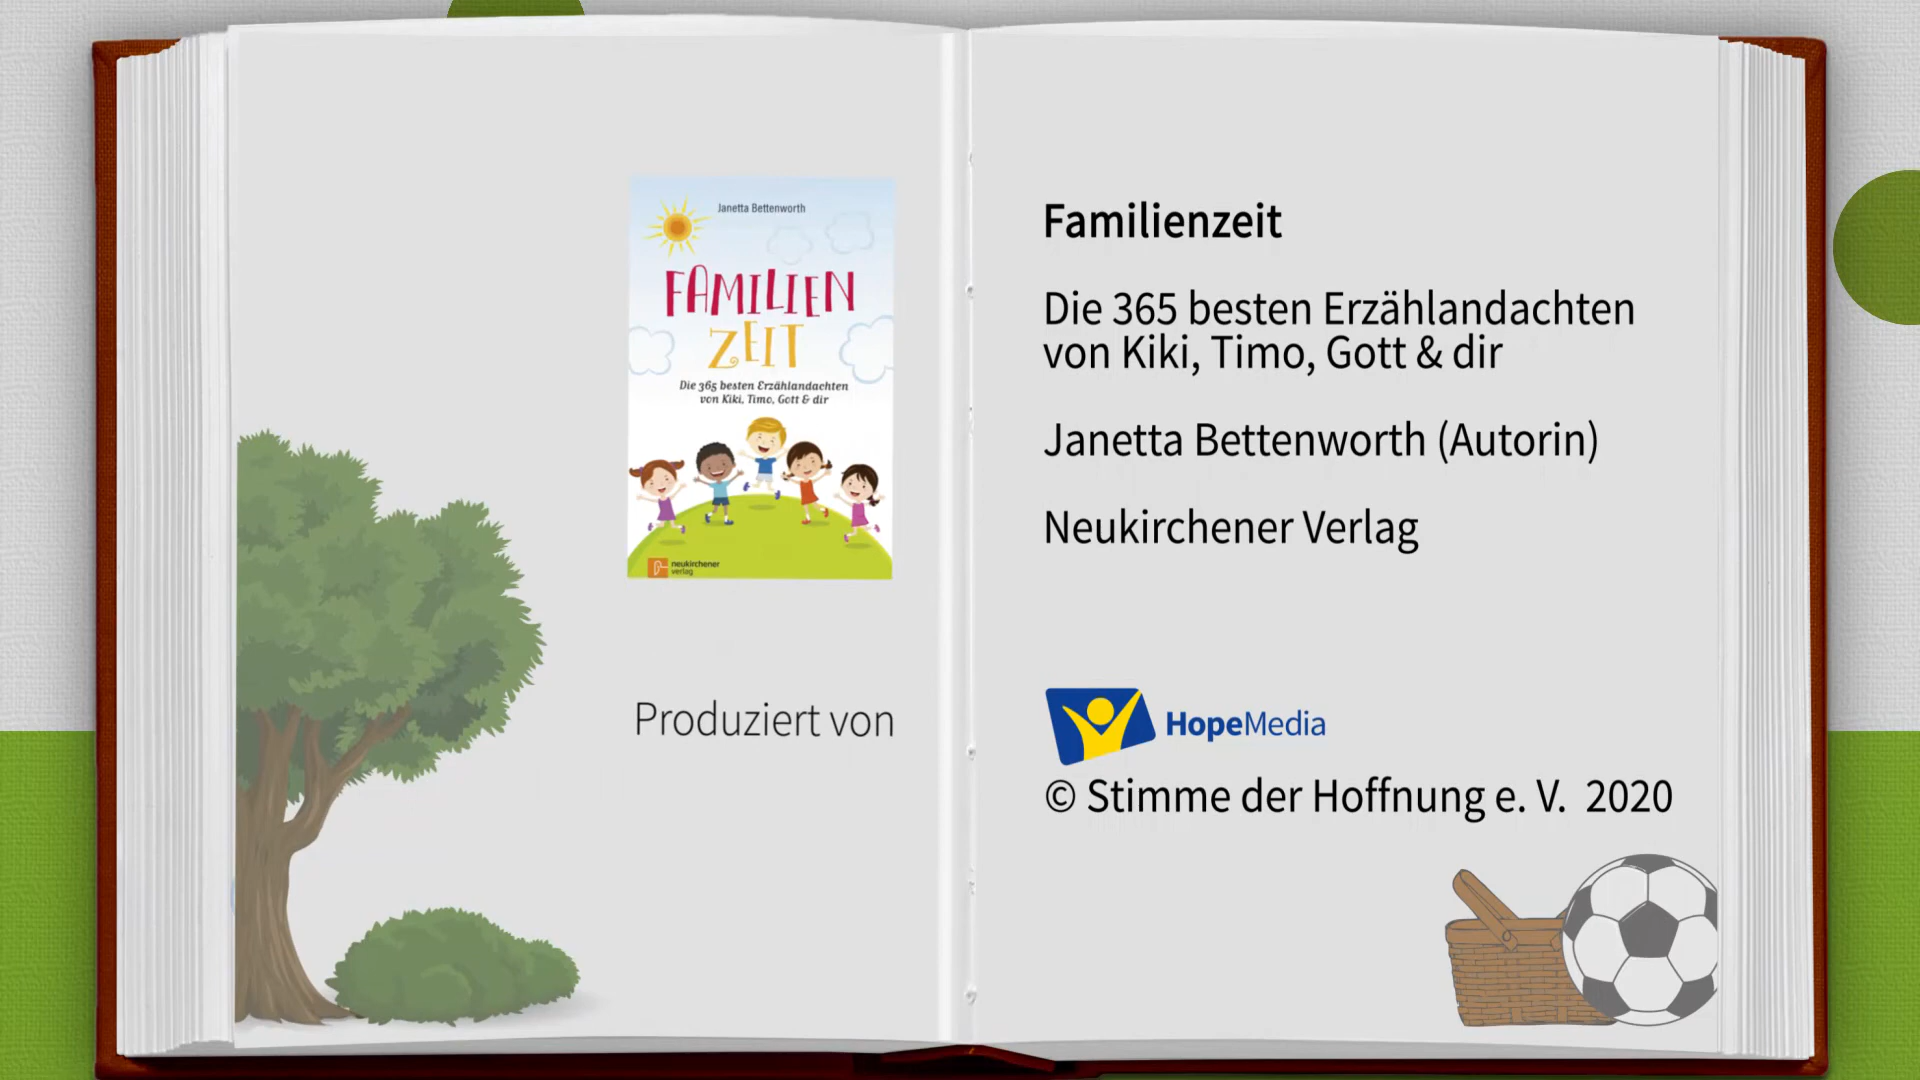 Janetta Bettenworth
FAMILIEN
ZEIT
Die 365 besten Erzählandachten
von Kiki, Timo, Gott & dir
neukirchener
verlag
Produziert von
Familienzeit
Die 365 besten Erzählandachten
von Kiki, Timo, Gott & dir
Janetta Bettenworth (Autorin)
Neukirchener Verlag
HopeMedia
© Stimme der Hoffnung e. V. 2020